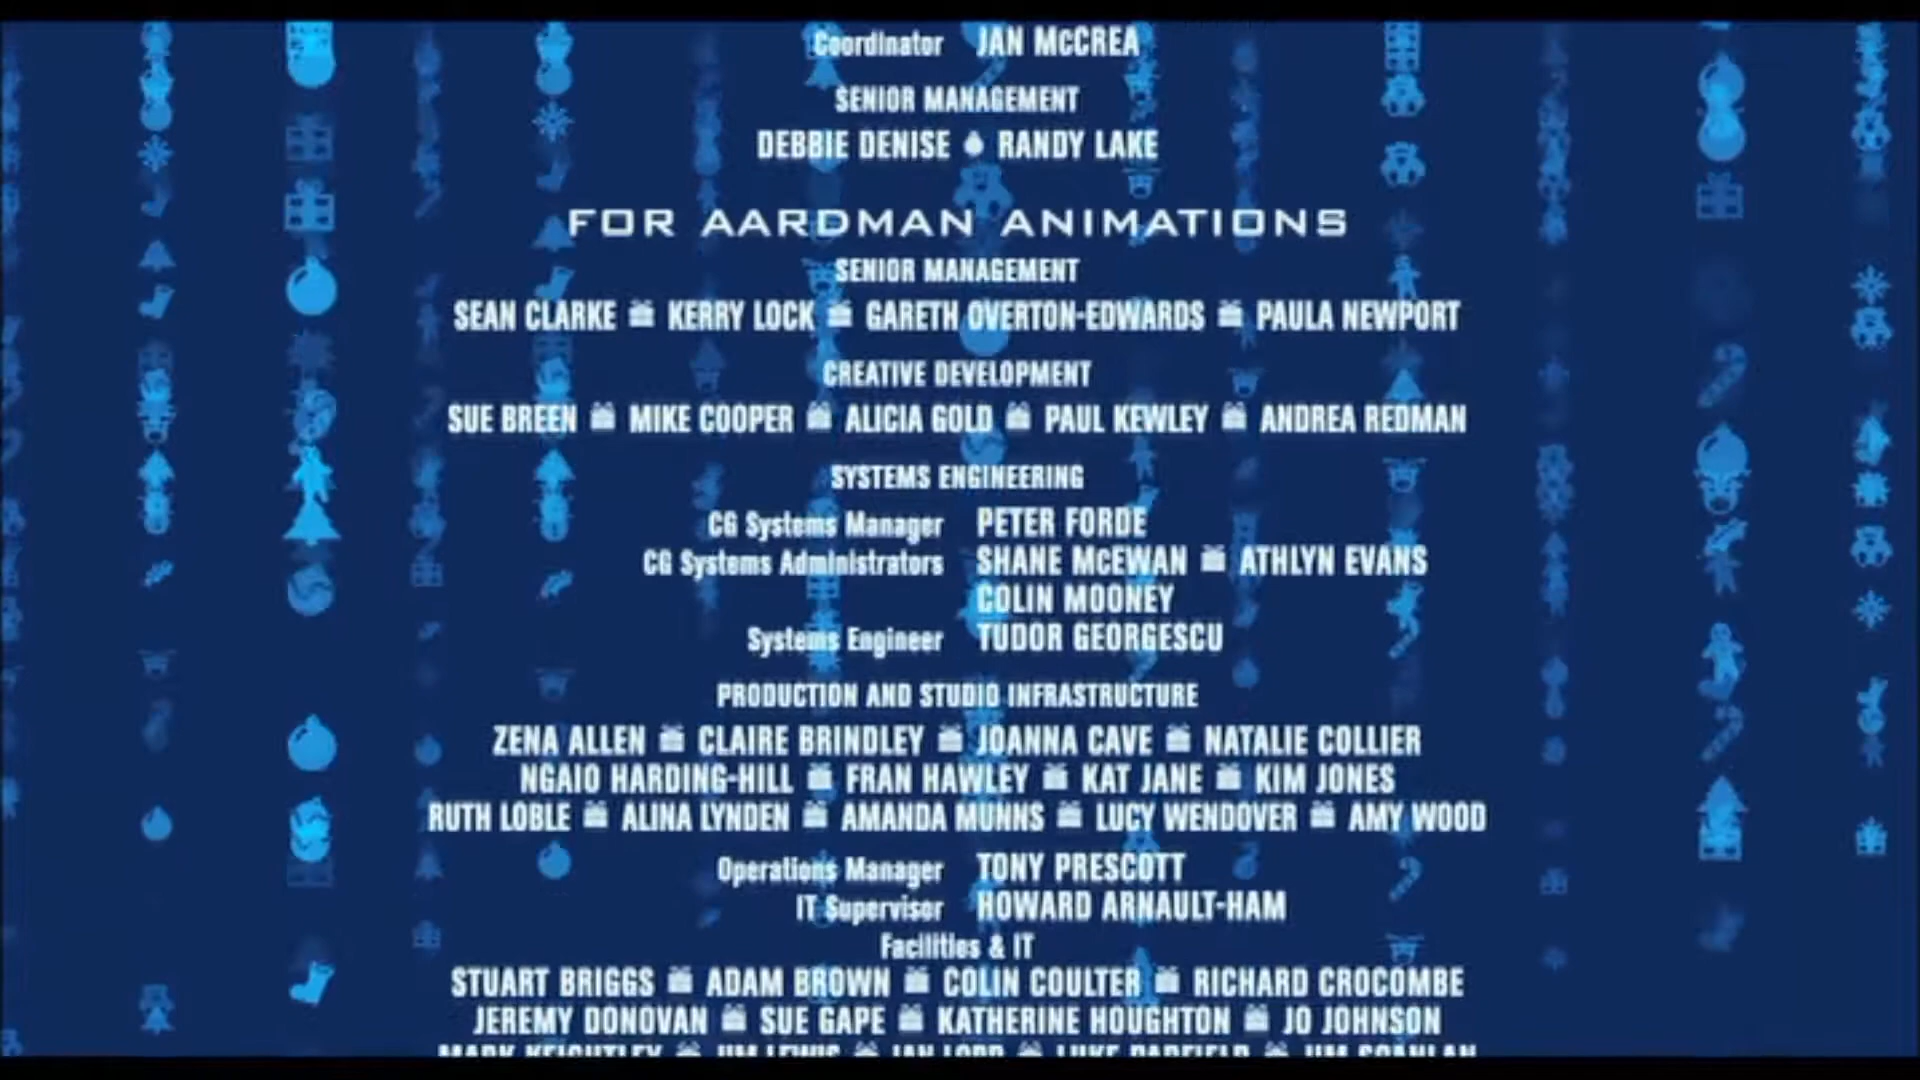 Coordinator JAN McCREA
SENIOR MANAGEMENT
DEBBIE DENISE RANDY LAKE
FOR AARDMAN ANIMATIONS
SENIOR MANAGEMENT
SEAN CLARKE KERRY LOCK GARETH OVERTON-EDWARDS PAULA NEWPORT
CREATIVE DEVELOPMENT
SUE BREEN MIKE COOPER ALICIA GOLD PAUL KEWLEY ANDREA REDMAN
SYSTEMS ENGINEERING
CG Systems Manager PETER FORDE
CG Systems Administrators SHANE McEWAN ATHLYN EVANS
COLIN MOONEY
Systems Engineer TUDOR GEORGESCU
PRODUCTION AND STUDIO INFRASTRUCTURE
ZENA ALLEN CLAIRE BRINDLEY JOANNA CAVE NATALIE COLLIER
NGAIO HARDING-HILL FRAN HAWLEY KAT JANE KIM JONES
RUTH LOBLE ALINA LYNDEN AMANDA MUNNS LUCY WENDOVER AMY WOOD
Operations Manager TONY PRESCOTT
IT Supervisor HOWARD ARNAULT-HAM
Facilities & IT
STUART BRIGGS ADAM BROWN COLIN COULTER RICHARD CROCOMBE
JEREMY DONOVAN SUE GAPE KATHERINE HOUGHTON JO JOHNSON